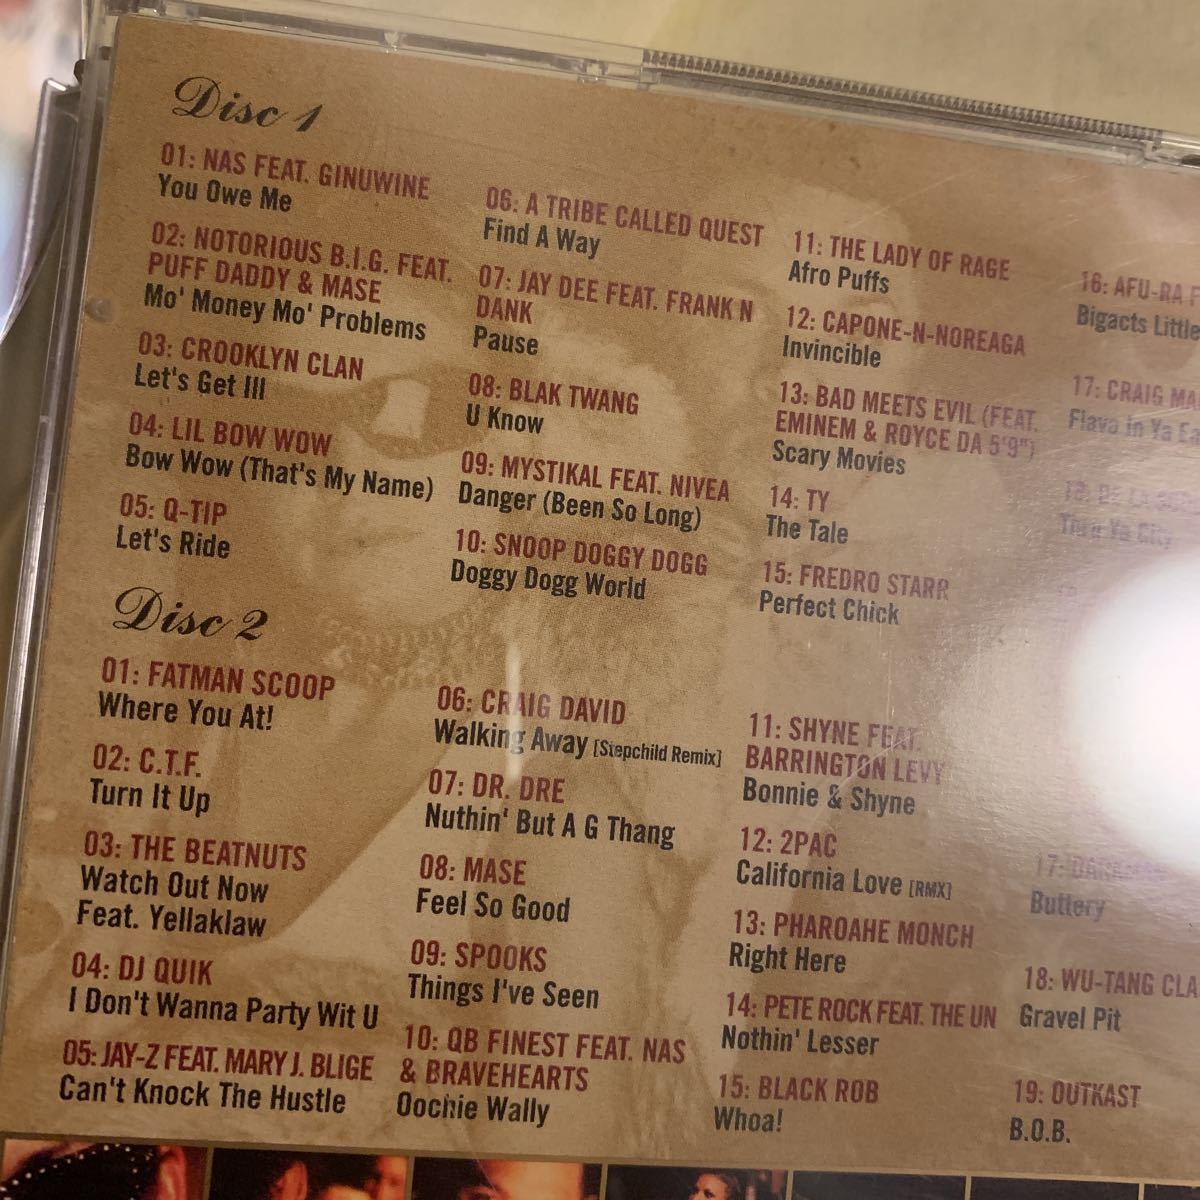 Disc 1
01: NAS FEAT. GINUWINE
You Owe Me
02: NOTORIOUS B.I.G. FEAT.
PUFF DADDY & MASE
Mo' Money Mo' Problems
03: CROOKLYN CLAN
Let's Get Ill
04: LIL BOW WOW
Bow Wow (That's My Name)
05: Q-TIP
Let's Ride
06: A TRIBE CALLED QUEST
Find A Way
07: JAY DEE FEAT. FRANK N
DANK
Pause
08: BLAK TWANG
U Know
09: MYSTIKAL FEAT. NIVEA
Danger (Been So Long)
10: SNOOP DOGGY DOGG
Doggy Dogg World
11: THE LADY OF RAGE
Afro Puffs
12: CAPONE-N-NOREAGA
Invincible
13: BAD MEETS EVIL (FEAT.
EMINEM & ROYCE DA 5'9")
Scary Movies
14: TY
The Tale
15: FREDRO STARR
Perfect Chick
16: AFU-RA
Bigacts Little
17: CRAIG
Flava In Ya
18: DE LA
Thru Ya City
Disc 2
01: FATMAN SCOOP
Where You At!
02: C.T.F.
Turn It Up
03: THE BEATNUTS
Watch Out Now
Feat. Yellaklaw
04: DJ QUIK
I Don't Wanna Party Wit U
05: JAY-Z FEAT. MARY J. BLIGE
Can't Knock The Hustle
06: CRAIG DAVID
Walking Away [Stepchild Remix]
07: DR. DRE
Nuthin' But A G Thang
08: MASE
Feel So Good
09: SPOOKS
Things I've Seen
10: QB FINEST FEAT. NAS
& BRAVEHEARTS
Oochie Wally
11: SHYNE FEAT.
BARRINGTON LEVY
Bonnie & Shyne
12: 2PAC
California Love [RMX]
13: PHAROAHE MONCH
Right Here
14: PETE ROCK FEAT. THE UN
Nothin' Lesser
15: BLACK ROB
Whoa!
17:
Buttery
18: WU-TANG CLA
Gravel Pit
19: OUTKAST
B.O.B.